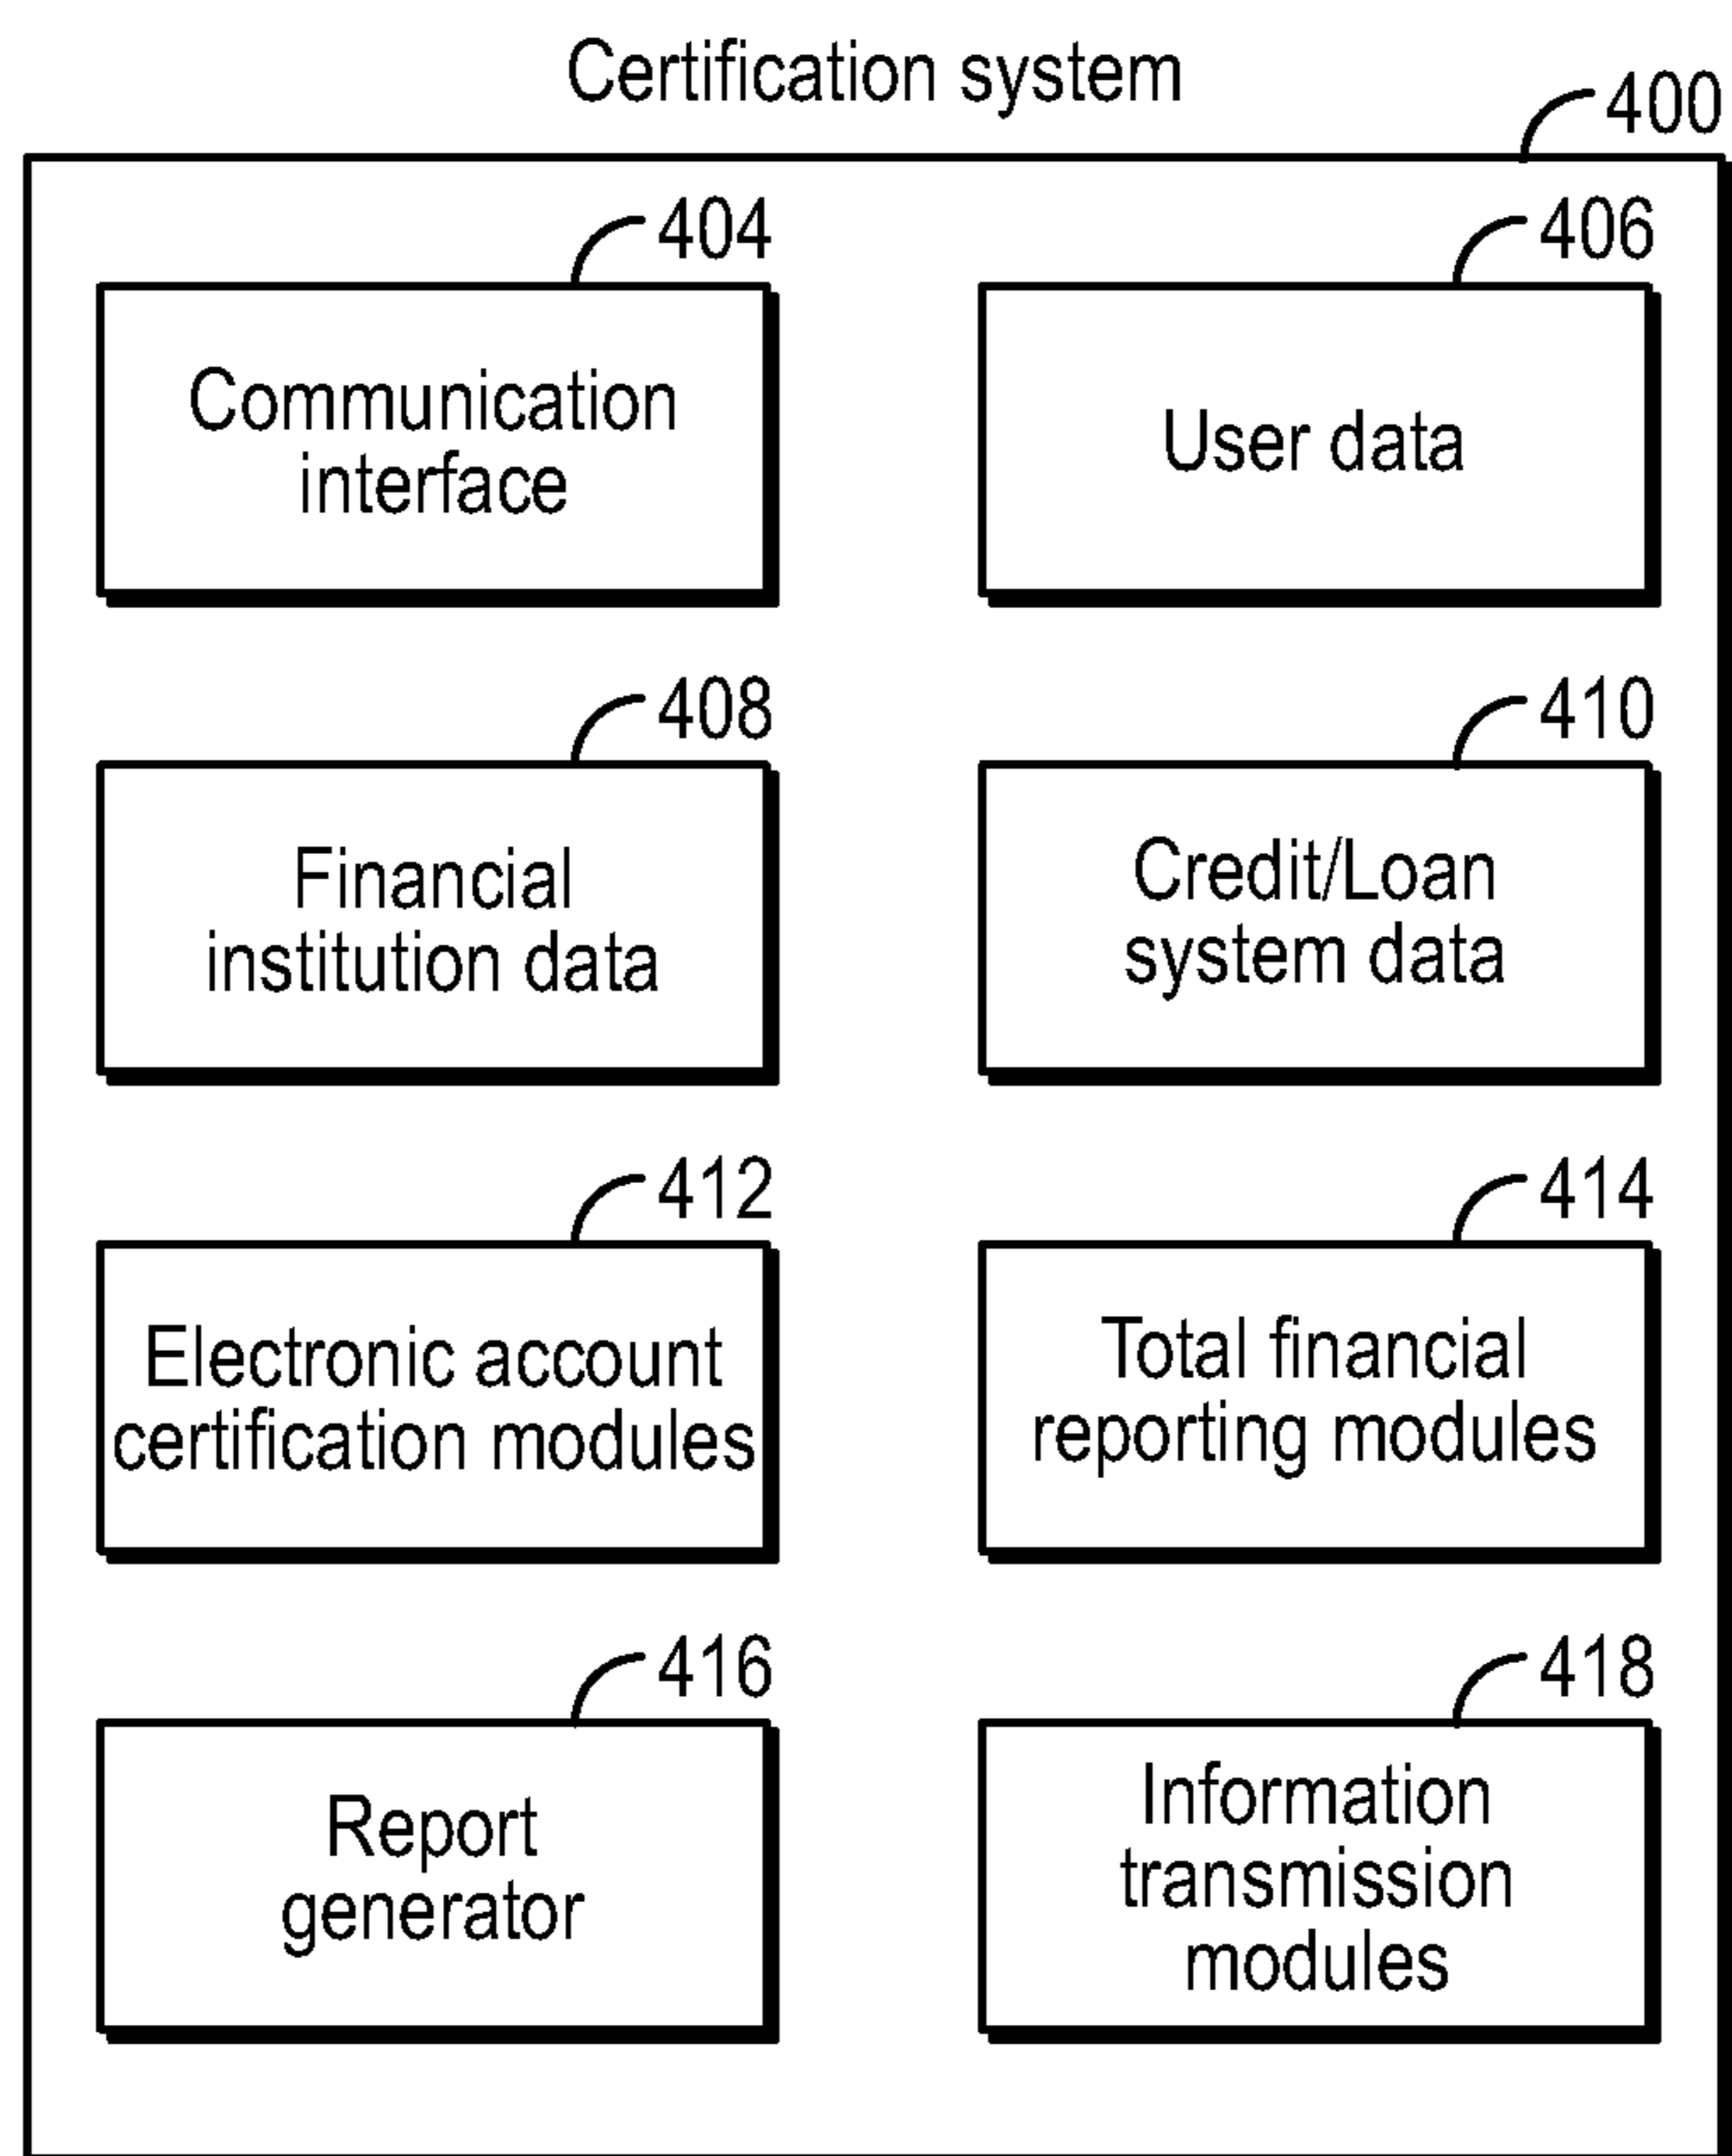 Certification system
400
404
Communication
interface
406
User data
408
Financial
institution data
410
Credit/Loan
system data
412
Electronic account
certification modules
414
Total financial
reporting modules
416
Report
generator
418
Information
transmission
modules